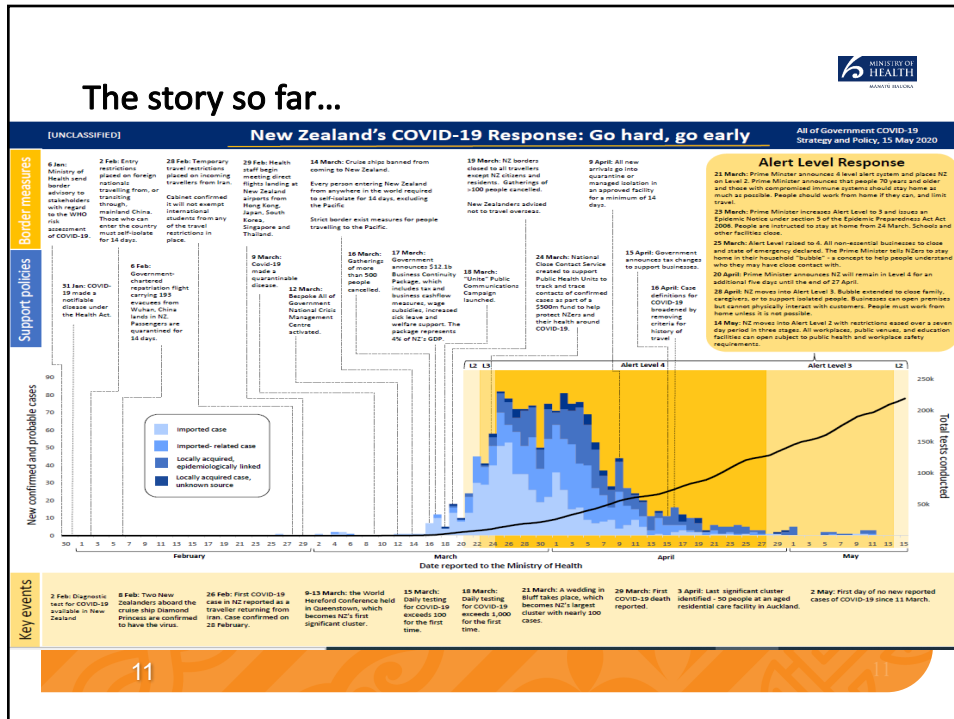 MINISTRY OF
HEALTH
MANATŪ HAUORA
The story so far…
[UNCLASSIFIED]
New Zealand's COVID-19 Response: Go hard, go early
All of Government COVID-19
Strategy and Policy, 15 May 2020
Border measures
6 Jan:
Ministry of
Health send
border
advisory to
stakeholders
with regard
to the WHO
risk
assessment
of COVID-19.
2 Feb: Entry
restrictions
placed on foreign
nationals
travelling from, or
transiting
through,
mainland China.
Those who can
enter the country
must self-isolate
for 14 days.
28 Feb: Temporary
travel restrictions
placed on incoming
travellers from Iran.
Cabinet confirmed
it will not exempt
international
students from any
of the travel
restrictions in
place.
29 Feb: Health
staff begin
meeting direct
flights landing at
New Zealand
airports from
Hong Kong,
Japan, South
Korea,
Singapore and
Thailand.
14 March: Cruise ships banned from
coming to New Zealand.
Every person entering New Zealand
from anywhere in the world required
to self-isolate for 14 days, excluding
the Pacific
Strict border exist measures for people
travelling to the Pacific.
19 March: NZ borders
closed to all travellers
except NZ citizens and
residents. Gatherings of
>100 people cancelled.
New Zealanders advised
not to travel overseas.
9 April: All new
arrivals go into
quarantine or
managed isolation in
an approved facility
for a minimum of 14
days.
Alert Level Response
21 March: Prime Minster announces 4 level alert system and places NZ
on Level 2. Prime Minister announces that people 70 years and older
and those with compromised immune systems should stay home as
much as possible. People should work from home if they can, and limit
travel.
23 March: Prime Minister increases Alert Level to 3 and issues an
Epidemic Notice under section 5 of the Epidemic Preparedness Act Act
2006. People are instructed to stay at home from 24 March. Schools and
other facilities close.
25 March: Alert Level raised to 4. All non-essential businesses to close
and state of emergency declared. The Prime Minister tells NZers to stay
home in their household "bubble" - a concept to help people understand
who they may have close contact with.
20 April: Prime Minister announces NZ will remain in Level 4 for an
additional five days until the end of 27 April.
28 April: NZ moves into Alert Level 3. Bubble extended to close family,
caregivers, or to support isolated people. Businesses can open premises
but cannot physically interact with customers. People must work from
home unless it is not possible.
14 May: NZ moves into Alert Level 2 with restrictions eased over a seven
day period in three stages. All workplaces, public venues, and education
facilities can open subject to public health and workplace safety
requirements.
Support policies
31 Jan: COVID-
19 made a
notifiable
disease under
the Health Act.
6 Feb:
Government-
chartered
repatriation flight
carrying 193
evacuees from
Wuhan, China
lands in NZ.
Passengers are
quarantined for
14 days.
9 March:
Covid-19
made a
quarantinable
disease.
12 March:
Bespoke All of
Government
National Crisis
Management
Centre
activated.
16 March:
Gatherings
of more
than 500
people
cancelled.
17 March:
Government
announces $12.1b
Business Continuity
Package, which
includes tax and
business cashflow
measures, wage
subsidies, increased
sick leave and
welfare support. The
package represents
4% of NZ's GDP.
18 March:
"Unite" Public
Communications
Campaign
launched.
24 March: National
Close Contact Service
created to support
Public Health Units to
track and trace
contacts of confirmed
cases as part of a
$500m fund to help
protect NZers and
their health around
COVID-19.
15 April: Government
announces tax changes
to support businesses.
16 April: Case
definitions for
COVID-19
broadened by
removing
criteria for
history of
travel
L2 L3 Alert Level 4 Alert Level 3 L2
New confirmed and probable cases
90
80
70
60
50
40
30
20
10
0
Imported case
Imported- related case
Locally acquired,
epidemiologically linked
Locally acquired case,
unknown source
250k
200k
150k
100k
50k
Total tests conducted
30 1 3 5 7 9 11 13 15 17 19 21 23 25 27 29 2 4 6 8 10 12 14 16 18 20 22 24 26 28 30 1 3 5 7 9 11 13 15 17 19 21 23 25 27 29 1 3 5 7 9 11 13 15
February March April May
Date reported to the Ministry of Health
Key events
2 Feb: Diagnostic
test for COVID-19
available in New
Zealand
8 Feb: Two New
Zealanders aboard the
cruise ship Diamond
Princess are confirmed
to have the virus.
26 Feb: First COVID-19
case in NZ reported as a
traveller returning from
Iran. Case confirmed on
28 February.
9-13 March: the World
Hereford Conference held
in Queenstown, which
becomes NZ's first
significant cluster.
15 March:
Daily testing
for COVID-19
exceeds 100
for the first
time.
18 March:
Daily testing
for COVID-19
exceeds 1,000
for the first
time.
21 March: A wedding in
Bluff takes place, which
becomes NZ's largest
cluster with nearly 100
cases.
29 March: First
COVID-19 death
reported.
3 April: Last significant cluster
identified - 50 people at an aged
residential care facility in Auckland.
2 May: First day of no new reported
cases of COVID-19 since 11 March.
11
11